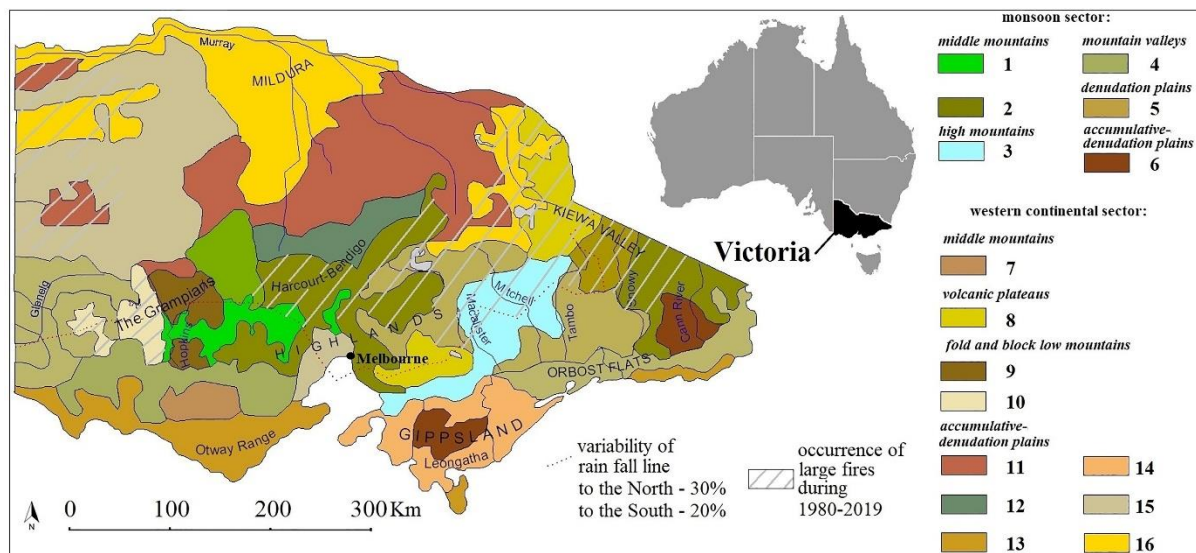 Murray
MILDURA
KIEWA VALLEY
Harcourt-Bendigo
Mitchell
Glenelg
The Grampians
Hopkins
Macalister
Tambo
Snowy
Cann River
HIGHLANDS
Melbourne
ORBOST FLATS
GIPPSLAND
Leongatha
Otway Range
N
0 100 200 300 Km
variability of
rain fall line
to the North - 30%
to the South - 20%
occurrence of
large fires
during
1980-2019
Victoria
monsoon sector:
middle mountains
1
2
high mountains
3
mountain valleys
4
denudation plains
5
accumulative-
denudation plains
6
western continental sector:
middle mountains
7
volcanic plateaus
8
fold and block low mountains
9
10
accumulative-
denudation plains
11
12
13
14
15
16